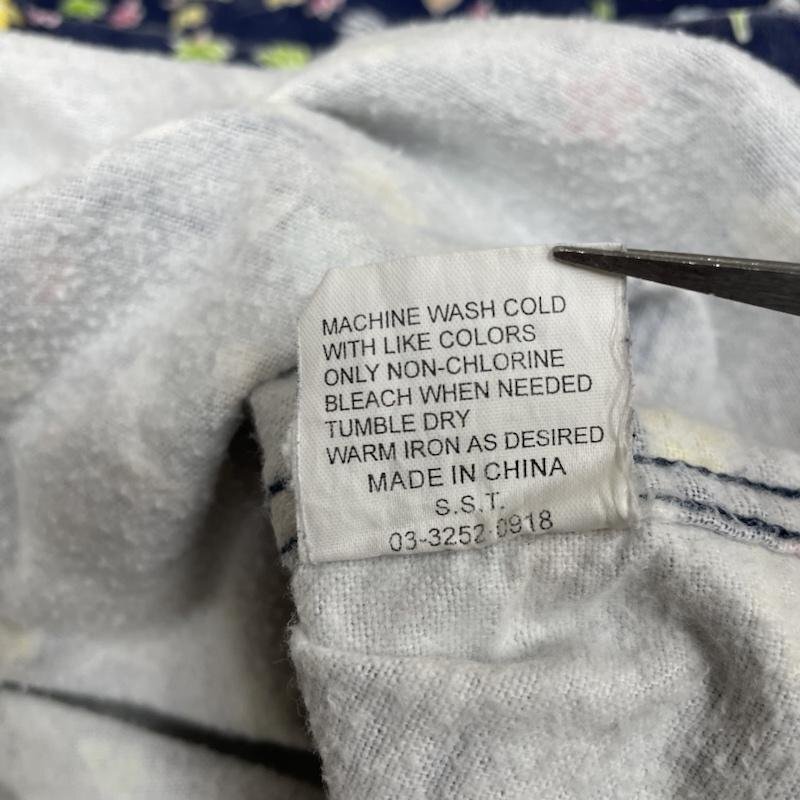 MACHINE WASH COLD
WITH LIKE COLORS
ONLY NON-CHLORINE
BLEACH WHEN NEEDED
TUMBLE DRY
WARM IRON AS DESIRED
MADE IN CHINA
S.S.T.
03-3252-0918